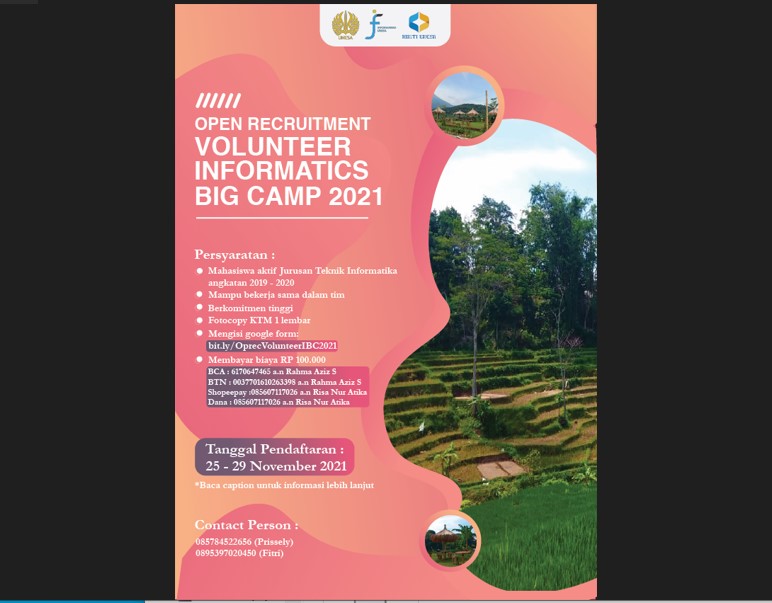 UNESA
OPEN RECRUITMENT
VOLUNTEER
INFORMATICS
BIG CAMP 2021
Persyaratan :
Mahasiswa aktif Jurusan Teknik Informatika
angkatan 2019 - 2020
Mampu bekerja sama dalam tim
Berkomitmen tinggi
Fotocopy KTM 1 lembar
Mengisi google form:
bit.ly/OprecVolunteerIBC2021
Membayar biaya RP 100.000
BCA : 6170647465 a.n Rahma Aziz S
BTN : 0037701610263398 a.n Rahma Aziz S
Shopeepay :085607117026 a.n Risa Nur Atika
Dana : 085607117026 a.n Risa Nur Atika
Tanggal Pendaftaran :
25 - 29 November 2021
*Baca caption untuk informasi lebih lanjut
Contact Person :
085784522656 (Prissely)
0895397020450 (Fitri)